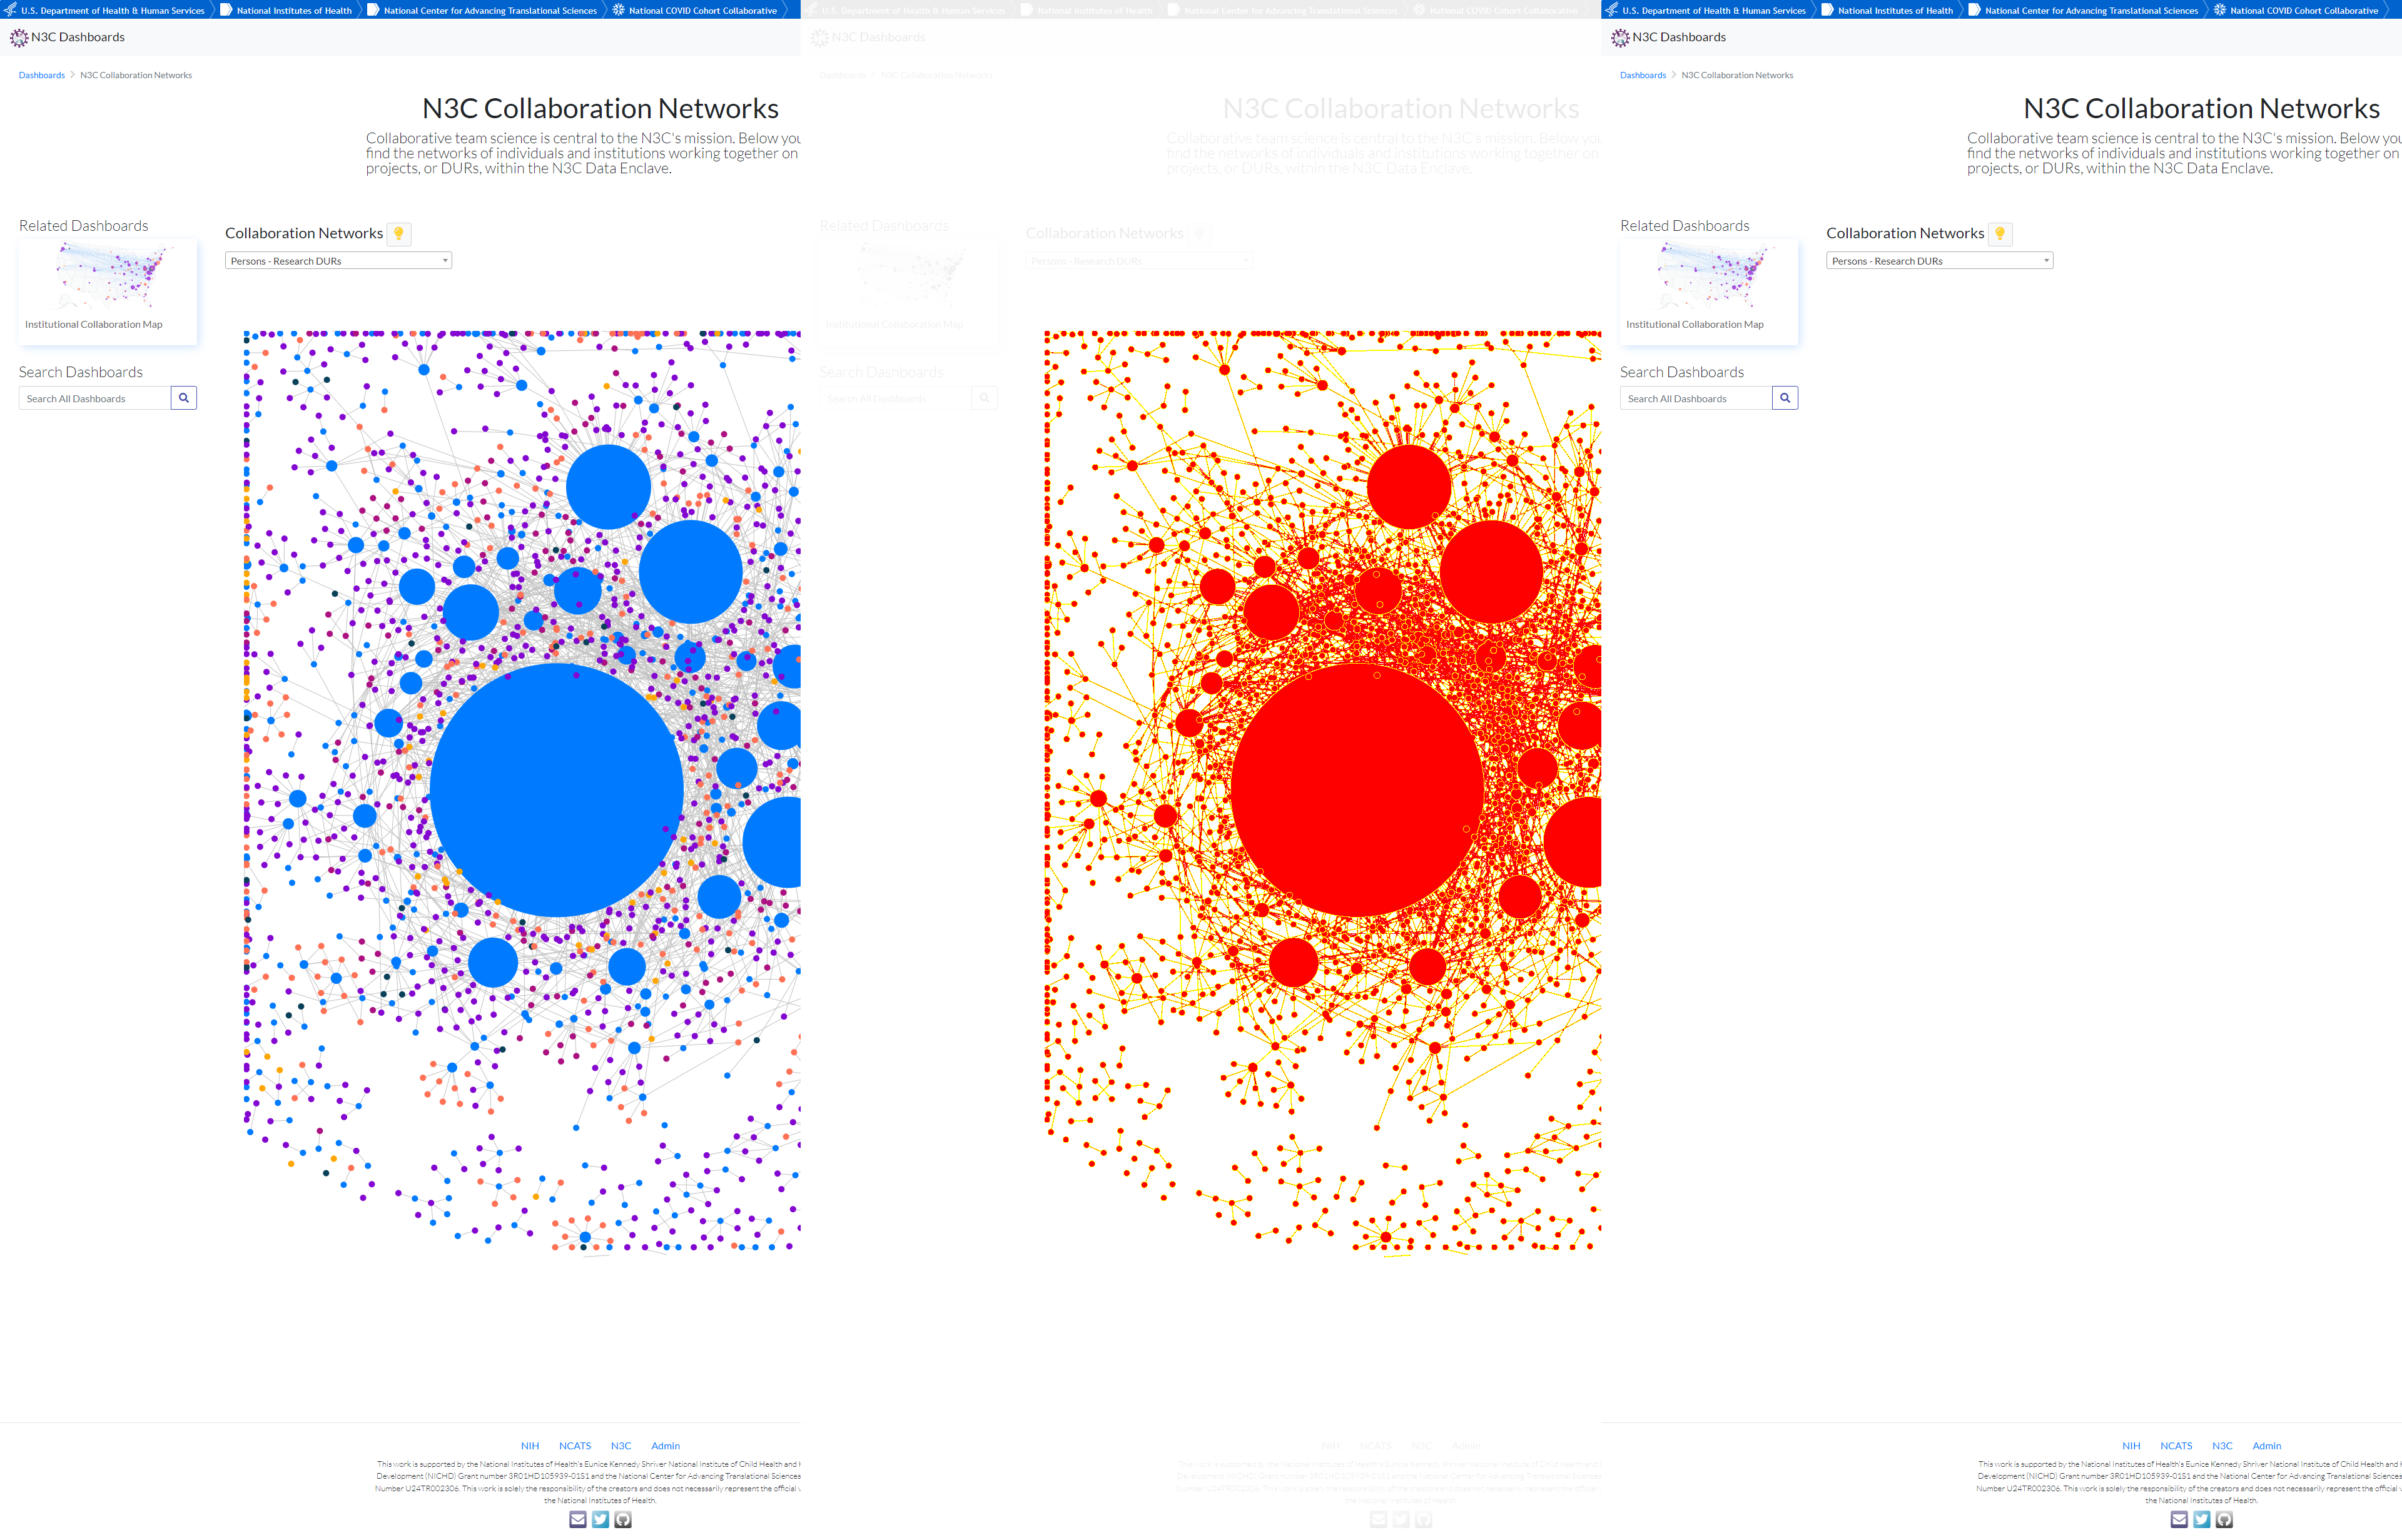 U.S. Department of Health & Human Services National Institutes of Health National Center for Advancing Translational Sciences National COVID Cohort Collaborative
N3C Dashboards
Dashboards > N3C Collaboration Networks
N3C Collaboration Networks
Collaborative team science is central to the N3C's mission. Below you
find the networks of individuals and institutions working together on
projects, or DURs, within the N3C Data Enclave.
Related Dashboards
Institutional Collaboration Map
Search Dashboards
Search All Dashboards
Collaboration Networks
Persons - Research DURs
NIH NCATS N3C Admin
This work is supported by the National Institutes of Health's Eunice Kennedy Shriver National Institute of Child Health and
Development (NICHD) Grant number 3R01HD105939-01S1 and the National Center for Advancing Translational Sciences
Number U24TR002306. This work is solely the responsibility of the creators and does not necessarily represent the official
the National Institutes of Health.
U.S. Department of Health & Human Services National Institutes of Health National Center for Advancing Translational Sciences National COVID Cohort Collaborative
N3C Dashboards
Dashboards N3C Collaboration Networks
N3C Collaboration Networks
Collaborative team science is central to the N3C's mission. Below you
find the networks of individuals and institutions working together on
projects, or DURs, within the N3C Data Enclave.
Related Dashboards
Institutional Collaboration Map
Search Dashboards
Search All Dashboards
Collaboration Networks
Persons - Research DURs
NIH NCATS N3C Admin
This work is supported by the National Institutes of Health's Eunice Kennedy Shriver National Institute of Child Health and
Development (NICHD) Grant number 3R01HD105939-01S1 and the National Center for Advancing Translational Sciences
Number U24TR002306. This work is solely the responsibility of the creators and does not necessarily represent the official
the National Institutes of Health.
U.S. Department of Health & Human Services National Institutes of Health National Center for Advancing Translational Sciences National COVID Cohort Collaborative
N3C Dashboards
Dashboards > N3C Collaboration Networks
N3C Collaboration Networks
Collaborative team science is central to the N3C's mission. Below you
find the networks of individuals and institutions working together on
projects, or DURs, within the N3C Data Enclave.
Related Dashboards
Institutional Collaboration Map
Search Dashboards
Search All Dashboards
Collaboration Networks
Persons - Research DURs
NIH NCATS N3C Admin
This work is supported by the National Institutes of Health's Eunice Kennedy Shriver National Institute of Child Health and
Development (NICHD) Grant number 3R01HD105939-01S1 and the National Center for Advancing Translational Sciences
Number U24TR002306. This work is solely the responsibility of the creators and does not necessarily represent the official
the National Institutes of Health.